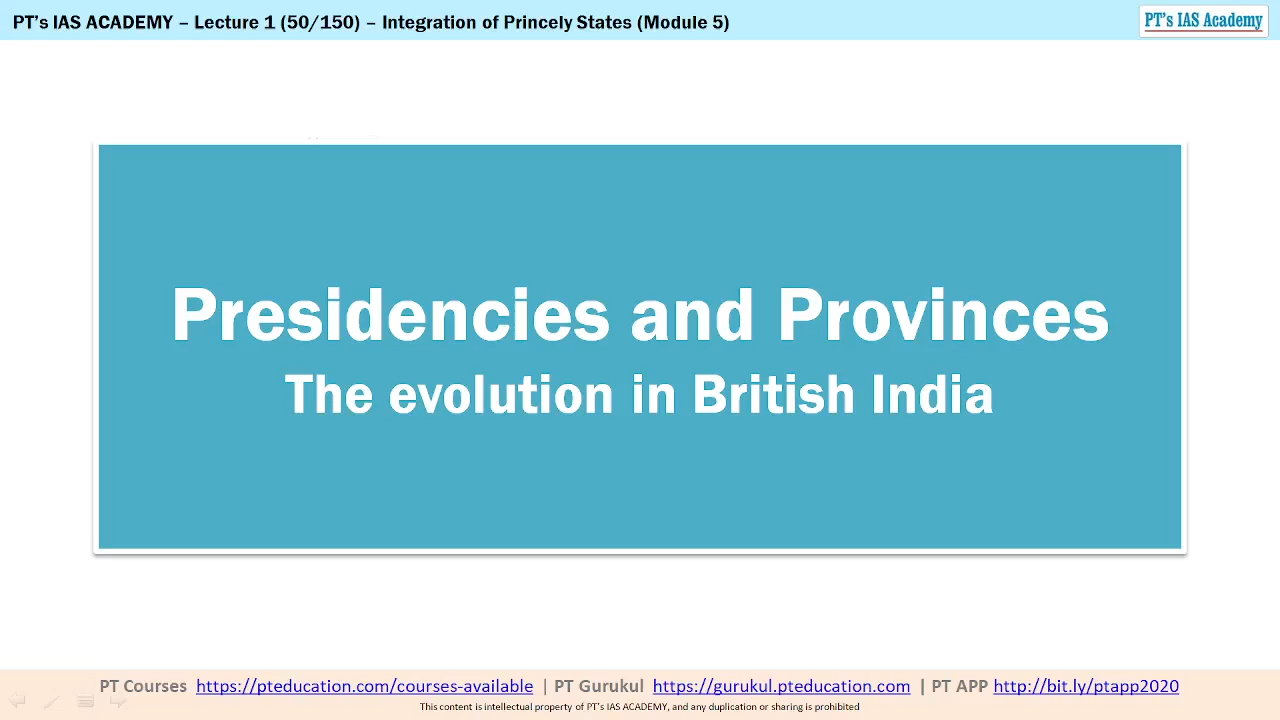 PT's IAS ACADEMY – Lecture 1 (50/150) – Integration of Princely States (Module 5)
PT's IAS Academy
Presidencies and Provinces
The evolution in British India
PT Courses https://pteducation.com/courses-available | PT Gurukul https://gurukul.pteducation.com | PT APP http://bit.ly/ptapp2020
This content is intellectual property of PT's IAS ACADEMY, and any duplication or sharing is prohibited